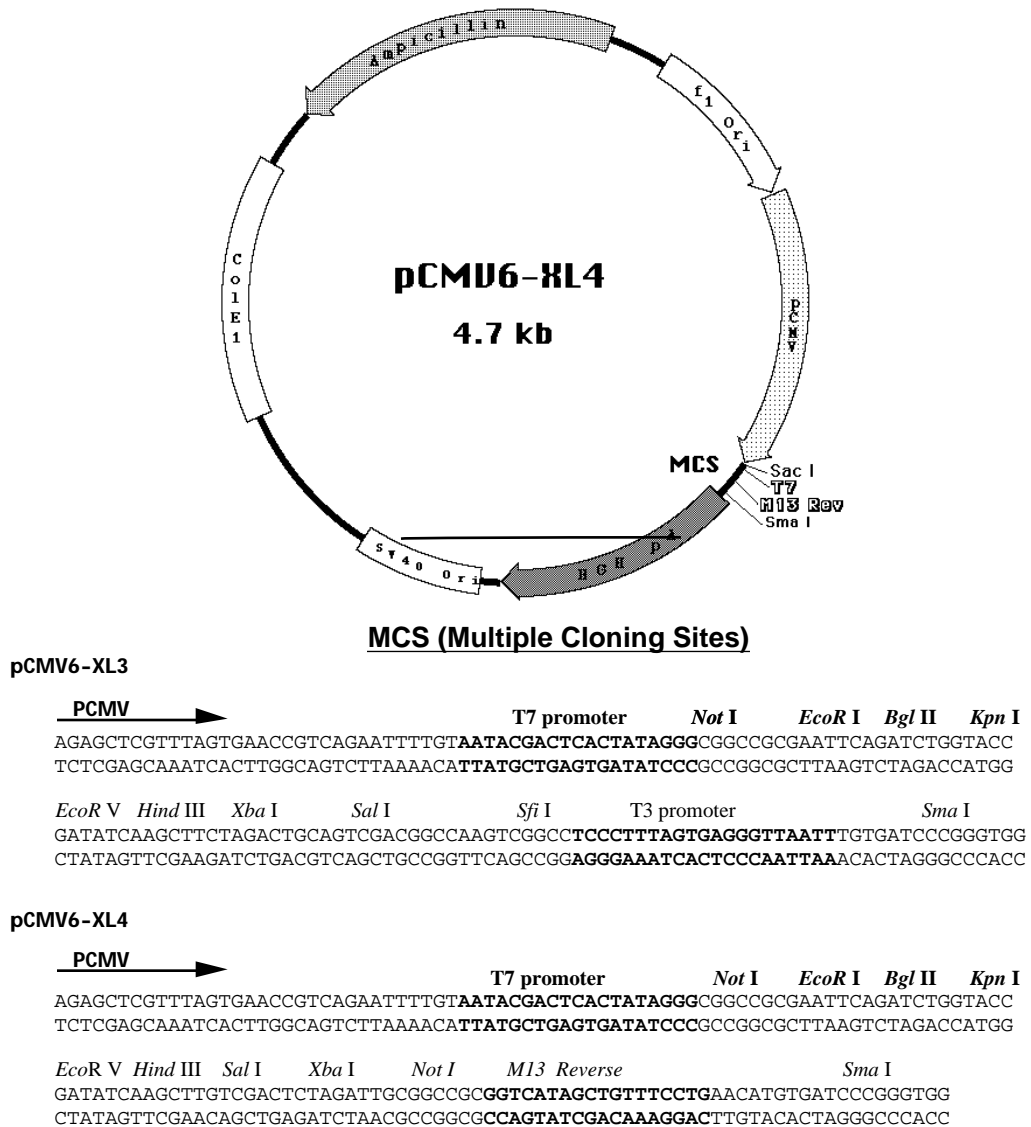 Ampicillin
f1 Ori
ColE1
pCMV6-XL4
4.7 kb
pCMV
MCS
Sac I
T7
M13 Rev
Sma I
SV40 Ori
HGH pA
MCS (Multiple Cloning Sites)
pCMV6-XL3
PCMV T7 promoter Not I EcoR I Bgl II Kpn I
AGAGCTCGTTTAGTGAACCGTCAGAATTTTGTAATACGACTCACTATAGGGCGGCCGCGAATTCAGATCTGGTACC
TCTCGAGCAAATCACTTGGCAGTCTTAAAACATTATGCTGAGTGATATCCCGCCGGCGCTTAAGTCTAGACCATGG
EcoR V Hind III Xba I Sal I Sfi I T3 promoter Sma I
GATATCAAGCTTCTAGACTGCAGTCGACGGCCAAGTCGGCCTCCCTTTAGTGAGGGTTAATTTGTGATCCCGGGTGG
CTATAGTTCGAAGATCTGACGTCAGCTGCCGGTTCAGCCGGAGGGAAATCACTCCCAATTAAACACTAGGGCCCACC
pCMV6-XL4
PCMV T7 promoter Not I EcoR I Bgl II Kpn I
AGAGCTCGTTTAGTGAACCGTCAGAATTTTGTAATACGACTCACTATAGGGCGGCCGCGAATTCAGATCTGGTACC
TCTCGAGCAAATCACTTGGCAGTCTTAAAACATTATGCTGAGTGATATCCCGCCGGCGCTTAAGTCTAGACCATGG
EcoR V Hind III Sal I Xba I Not I M13 Reverse Sma I
GATATCAAGCTTGTCGACTCTAGATTGCGGCCGCGGTCATAGCTGTTTCCTGAACATGTGATCCCGGGTGG
CTATAGTTCGAACAGCTGAGATCTAACGCCGGCGCCAGTATCGACAAAGGACTTGTACACTAGGGCCCACC